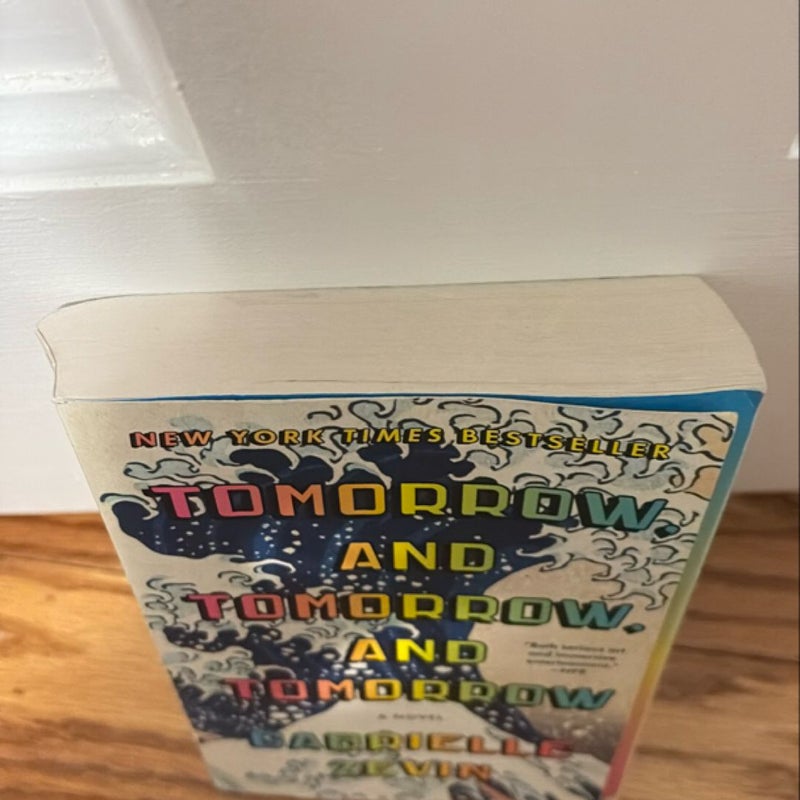 NEW YORK TIMES BESTSELLER
TOMORROW,
AND
TOMORROW,
AND
TOMORROW
"Both serious art
and immersive
entertainment."
—NPR
A NOVEL
GABRIELLE
ZEVIN